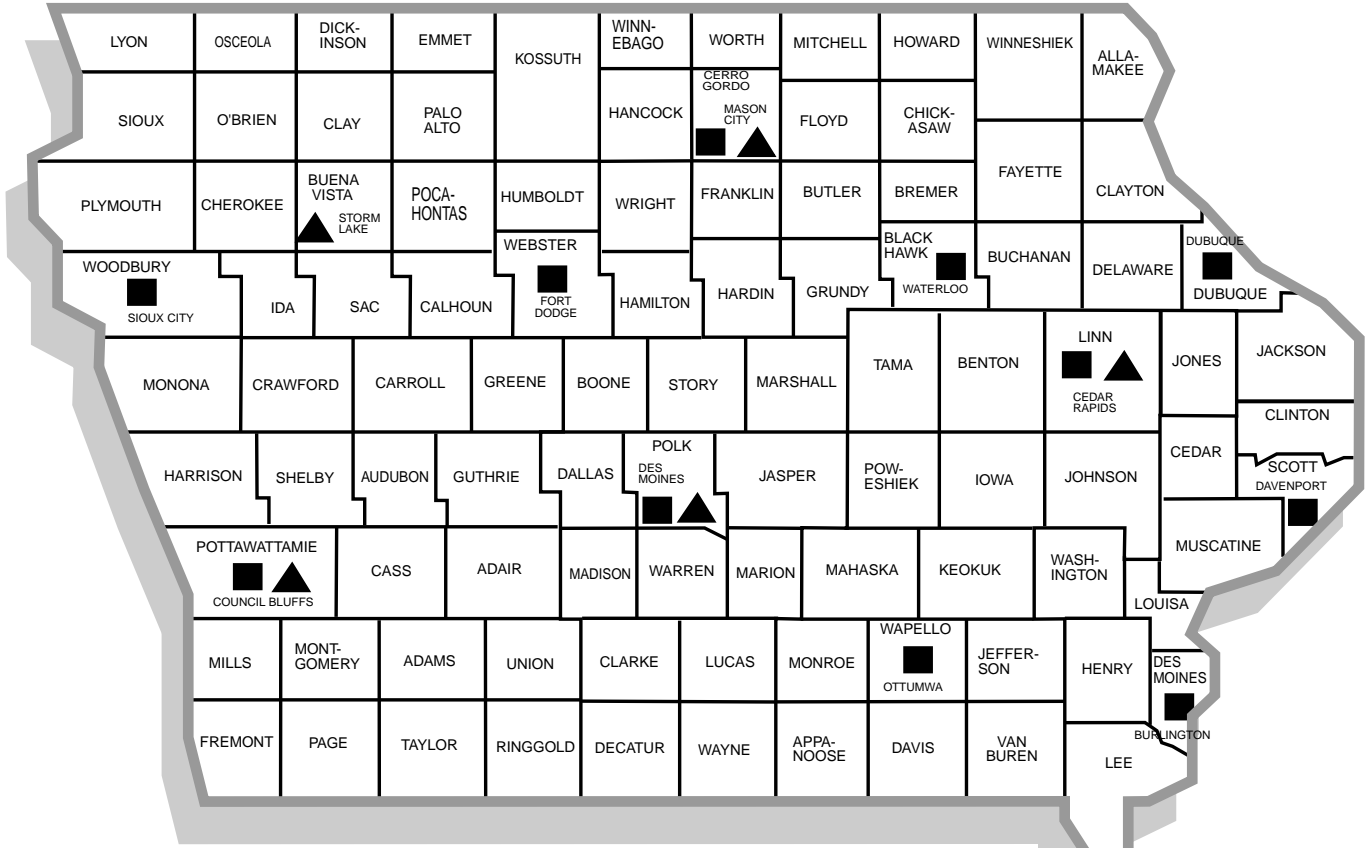 LYON
OSCEOLA
DICK-
INSON
EMMET
KOSSUTH
WINN-
EBAGO
WORTH
MITCHELL
HOWARD
WINNESHIEK
ALLA-
MAKEE
SIOUX
O'BRIEN
CLAY
PALO
ALTO
HANCOCK
CERRO
GORDO
MASON
CITY
FLOYD
CHICK-
ASAW
FAYETTE
CLAYTON
PLYMOUTH
CHEROKEE
BUENA
VISTA
STORM
LAKE
POCA-
HONTAS
HUMBOLDT
WRIGHT
FRANKLIN
BUTLER
BREMER
WOODBURY
SIOUX CITY
IDA
SAC
CALHOUN
WEBSTER
FORT
DODGE
HAMILTON
HARDIN
GRUNDY
BLACK
HAWK
WATERLOO
BUCHANAN
DELAWARE
DUBUQUE
DUBUQUE
MONONA
CRAWFORD
CARROLL
GREENE
BOONE
STORY
MARSHALL
TAMA
BENTON
LINN
CEDAR
RAPIDS
JONES
JACKSON
CLINTON
HARRISON
SHELBY
AUDUBON
GUTHRIE
DALLAS
POLK
DES
MOINES
JASPER
POW-
ESHIEK
IOWA
JOHNSON
CEDAR
SCOTT
DAVENPORT
MUSCATINE
POTTAWATTAMIE
COUNCIL BLUFFS
CASS
ADAIR
MADISON
WARREN
MARION
MAHASKA
KEOKUK
WASH-
INGTON
LOUISA
MILLS
MONT-
GOMERY
ADAMS
UNION
CLARKE
LUCAS
MONROE
WAPELLO
OTTUMWA
JEFFER-
SON
HENRY
DES
MOINES
BURLINGTON
FREMONT
PAGE
TAYLOR
RINGGOLD
DECATUR
WAYNE
APPA-
NOOSE
DAVIS
VAN
BUREN
LEE